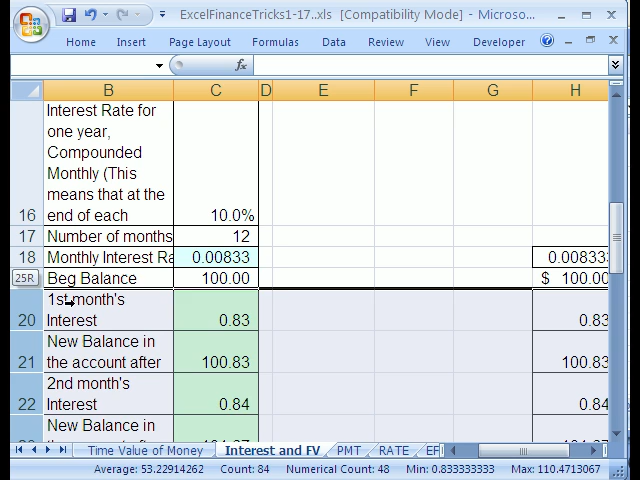 ExcelFinanceTricks1-17..xls [Compatibility Mode] - Microso...
Home Insert Page Layout Formulas Data Review View Developer
fx
B C D E F G H
Interest Rate for
one year,
Compounded
Monthly (This
means that at the
16 end of each 10.0%
17 Number of months 12
18 Monthly Interest Ra 0.00833 0.00833
25R Beg Balance 100.00 $ 100.00
1st month's
20 Interest 0.83 0.83
New Balance in
21 the account after 100.83 100.83
2nd month's
22 Interest 0.84 0.84
New Balance in
Time Value of Money Interest and FV PMT RATE EF
Average: 53.22914262 Count: 84 Numerical Count: 48 Min: 0.833333333 Max: 110.4713067